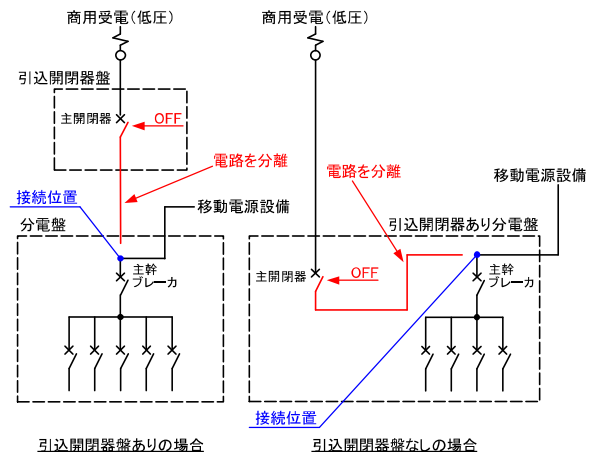 商用受電(低圧)
引込開閉器盤
主開閉器
OFF
電路を分離
接続位置
移動電源設備
分電盤
主幹
ブレーカ
引込開閉器盤ありの場合
商用受電(低圧)
電路を分離
移動電源設備
引込開閉器あり分電盤
主開閉器
OFF
主幹
ブレーカ
接続位置
引込開閉器盤なしの場合